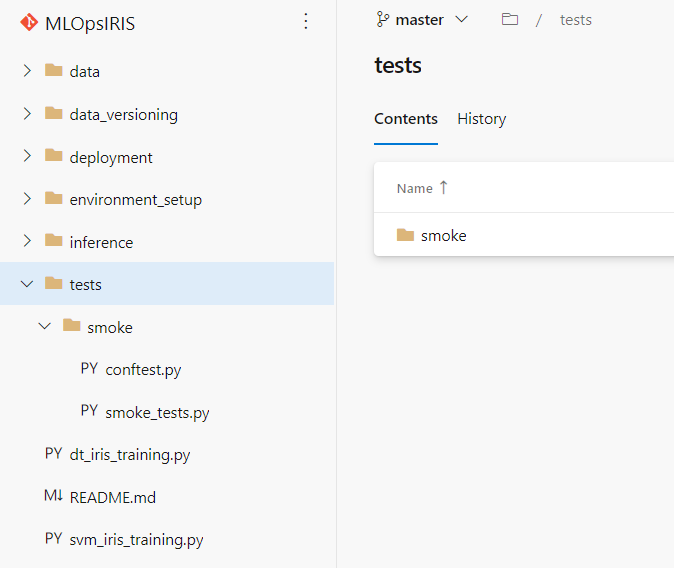 MLOpsIRIS
data
data_versioning
deployment
environment_setup
inference
tests
smoke
PY conftest.py
PY smoke_tests.py
PY dt_iris_training.py
M↓ README.md
PY svm_iris_training.py
master / tests
tests
Contents History
Name ↑
smoke